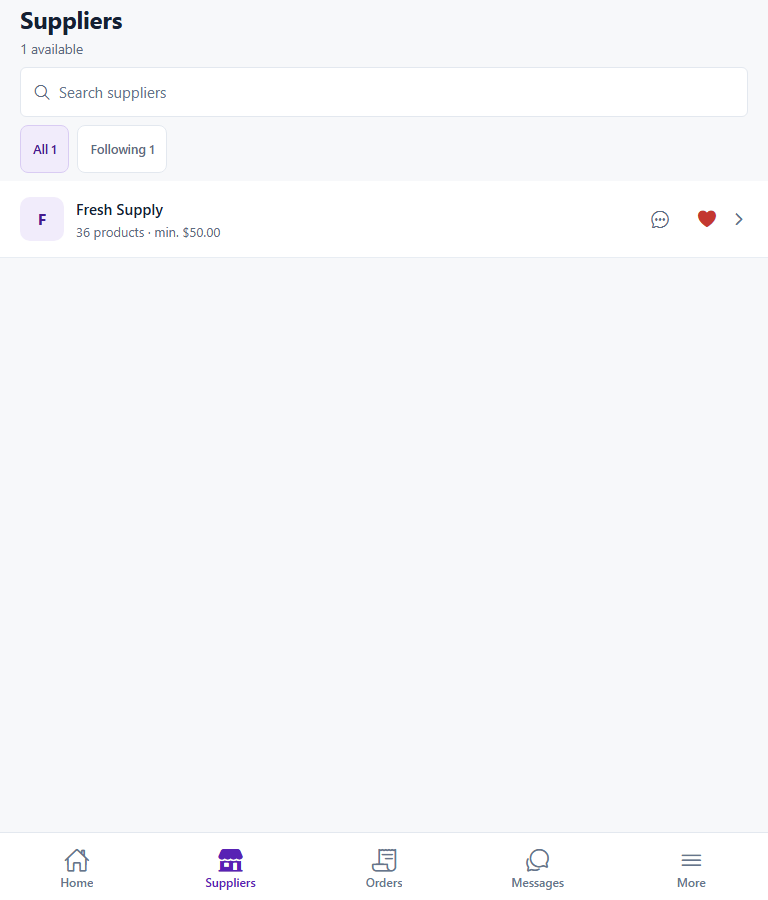 Suppliers
1 available
Search suppliers
All 1
Following 1
F
Fresh Supply
36 products · min. $50.00
Home
Suppliers
Orders
Messages
More